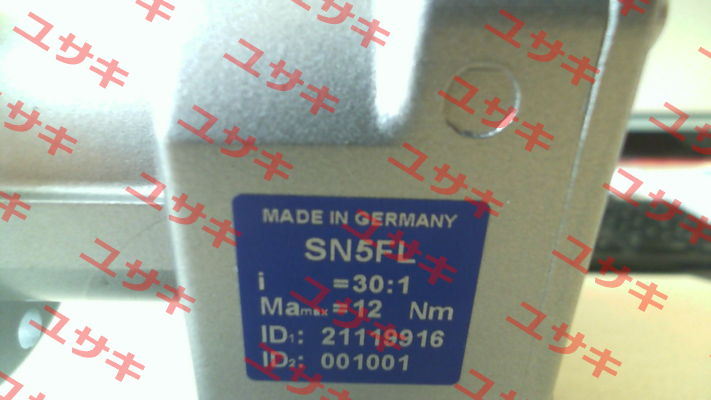 MADE IN GERMANY
SN5FL
i =30:1
Mamax=12 Nm
ID1: 21119916
ID2: 001001
ユサキ